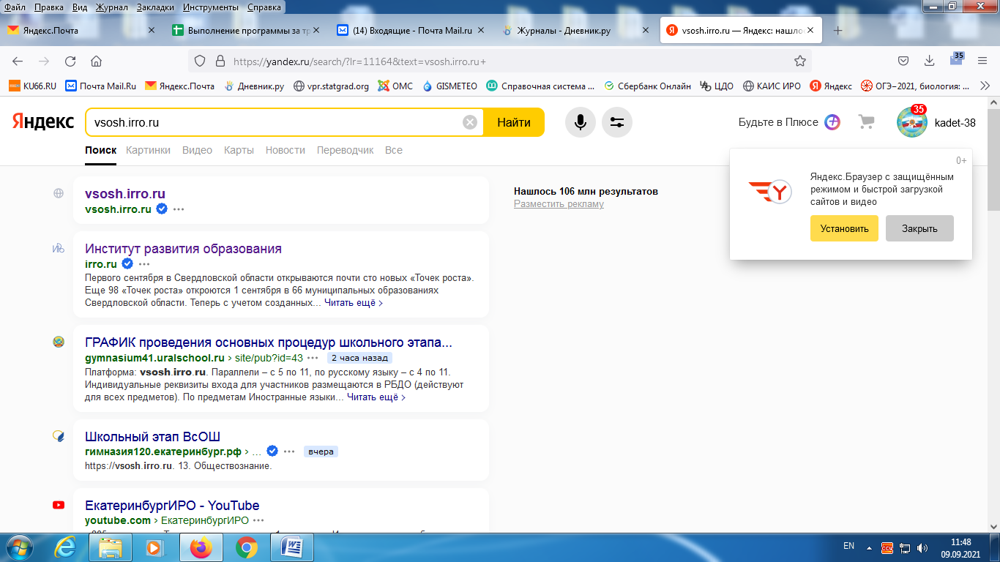 Файл Правка Вид Журнал Закладки Инструменты Справка
Яндекс.Почта
Выполнение программы за тр
(14) Входящие - Почта Mail.ru
Журналы - Дневник.ру
vsosh.irro.ru — Яндекс: нашло
https://yandex.ru/search/?lr=11164&text=vsosh.irro.ru+
35
KU66.RU
Почта Mail.Ru
Яндекс.Почта
Дневник.ру
vpr.statgrad.org
ОМС
GISMETEO
Справочная система ...
Сбербанк Онлайн
ЦДО
КАИС ИРО
Яндекс
ОГЭ–2021, биология: ...
Яндекс
vsosh.irro.ru
Найти
Будьте в Плюсе
35
kadet-38
Поиск Картинки Видео Карты Новости Переводчик Все
vsosh.irro.ru
vsosh.irro.ru
Институт развития образования
irro.ru
Первого сентября в Свердловской области открываются почти сто новых «Точек роста».
Еще 98 «Точек роста» откроются 1 сентября в 66 муниципальных образованиях
Свердловской области. Теперь с учетом созданных... Читать ещё >
ГРАФИК проведения основных процедур школьного этапа...
gymnasium41.uralschool.ru › site/pub?id=43 2 часа назад
Платформа: vsosh.irro.ru. Параллели – с 5 по 11, по русскому языку – с 4 по 11.
Индивидуальные реквизиты входа для участников размещаются в РБДО (действуют
для всех предметов). По предметам Иностранные языки... Читать ещё >
Школьный этап ВсОШ
гимназия120.екатеринбург.рф › ... вчера
https://vsosh.irro.ru. 13. Обществознание.
ЕкатеринбургИРО - YouTube
youtube.com › ЕкатеринбургИРО
Нашлось 106 млн результатов
Разместить рекламу
0+
Яндекс.Браузер с защищённым
режимом и быстрой загрузкой
сайтов и видео
Установить
Закрыть
EN
11:48
09.09.2021